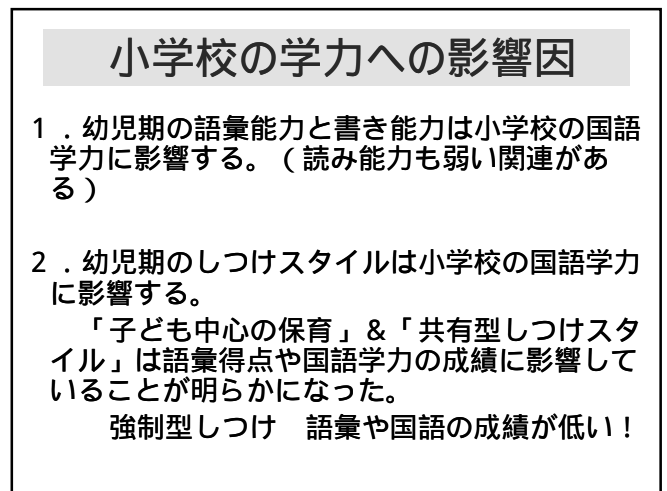 小学校の学力への影響因
1．幼児期の語彙能力と書き能力は小学校の国語
学力に影響する。（読み能力も弱い関連があ
る）
2．幼児期のしつけスタイルは小学校の国語学力
に影響する。
「子ども中心の保育」&「共有型しつけスタ
イル」は語彙得点や国語学力の成績に影響して
いることが明らかになった。
強制型しつけ　語彙や国語の成績が低い！